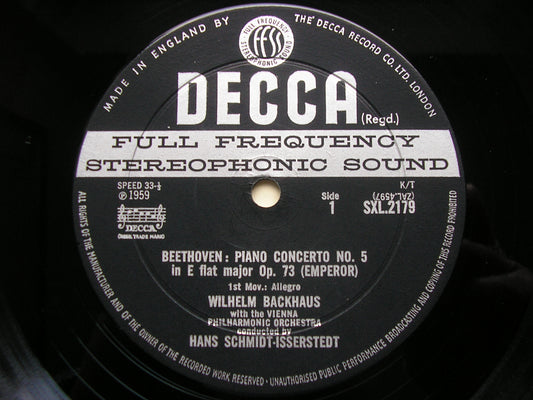 MADE IN ENGLAND BY
THE DECCA RECORD CO. LTD. LONDON
FULL FREQUENCY
ffss
STEREOPHONIC SOUND
DECCA
(Regd.)
FULL FREQUENCY
STEREOPHONIC SOUND
SPEED 33-⅓
℗ 1959
DECCA
Side
1
K/T
(ZAL.4597)
SXL.2179
BEETHOVEN: PIANO CONCERTO NO. 5
in E flat major Op. 73 (EMPEROR)
1st Mov.: Allegro
WILHELM BACKHAUS
with the VIENNA
PHILHARMONIC ORCHESTRA
conducted by
HANS SCHMIDT-ISSERSTEDT
ALL RIGHTS OF THE MANUFACTURER AND OF THE OWNER OF THE RECORDED WORK RESERVED · UNAUTHORISED PUBLIC PERFORMANCE BROADCASTING AND COPYING OF THIS RECORD PROHIBITED